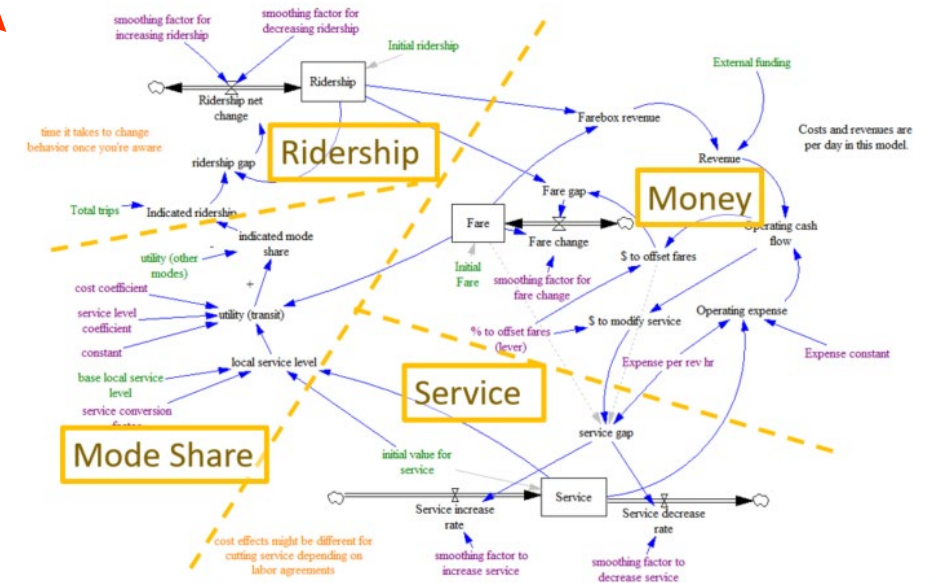 smoothing factor for
increasing ridership
smoothing factor for
decreasing ridership
Initial ridership
Ridership
Ridership net
change
time it takes to change
behavior once you're aware
ridership gap
Ridership
Total trips
Indicated ridership
indicated mode
share
-
utility (other
modes)
+
cost coefficient
service level
coefficient
utility (transit)
constant
local service level
base local service
level
service conversion
Mode Share
External funding
Farebox revenue
Revenue
Costs and revenues are
per day in this model.
Fare gap
Money
Fare
Fare change
Operating cash
flow
$ to offset fares
Initial
Fare
smoothing factor for
fare change
% to offset fares
(lever)
$ to modify service
Operating expense
Expense per rev hr
Expense constant
Service
service gap
initial value for
service
Service
Service increase
rate
Service decrease
rate
cost effects might be different for
cutting service depending on
labor agreements
smoothing factor to
increase service
smoothing factor to
decrease service